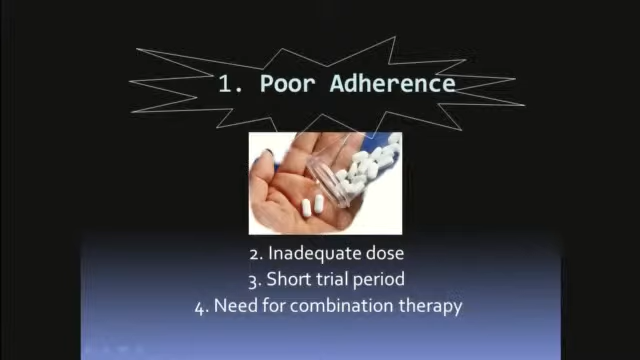 1. Poor Adherence
2. Inadequate dose
3. Short trial period
4. Need for combination therapy